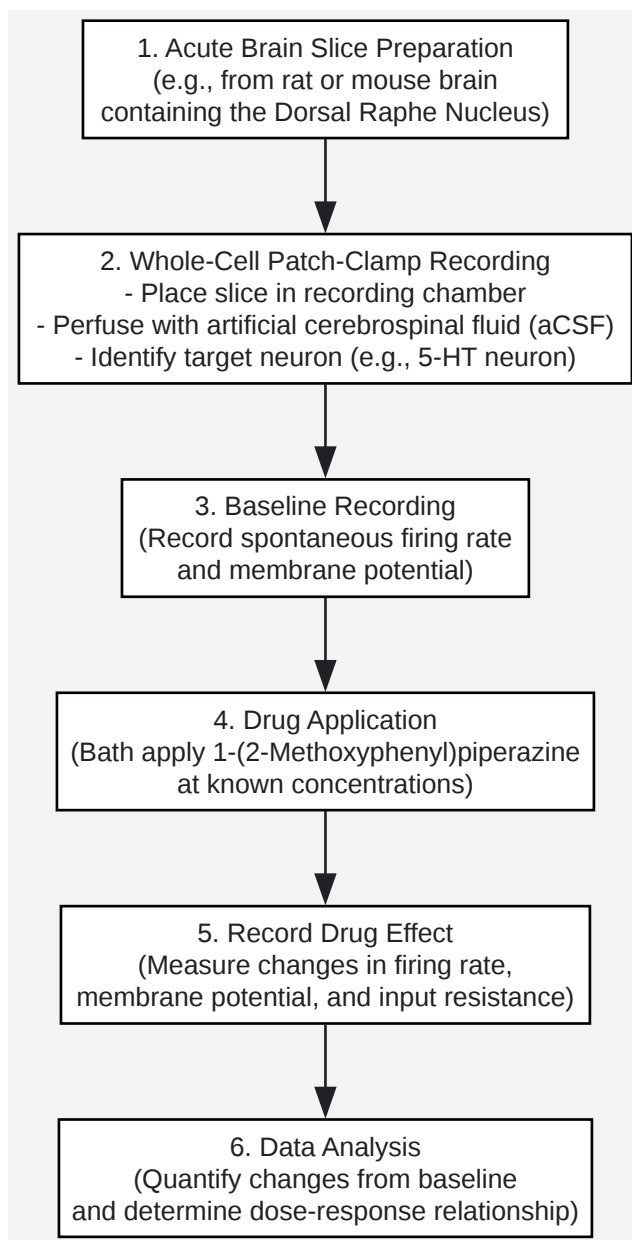 1. Acute Brain Slice Preparation
(e.g., from rat or mouse brain
containing the Dorsal Raphe Nucleus)
2. Whole-Cell Patch-Clamp Recording
- Place slice in recording chamber
- Perfuse with artificial cerebrospinal fluid (aCSF)
- Identify target neuron (e.g., 5-HT neuron)
3. Baseline Recording
(Record spontaneous firing rate
and membrane potential)
4. Drug Application
(Bath apply 1-(2-Methoxyphenyl)piperazine
at known concentrations)
5. Record Drug Effect
(Measure changes in firing rate,
membrane potential, and input resistance)
6. Data Analysis
(Quantify changes from baseline
and determine dose-response relationship)